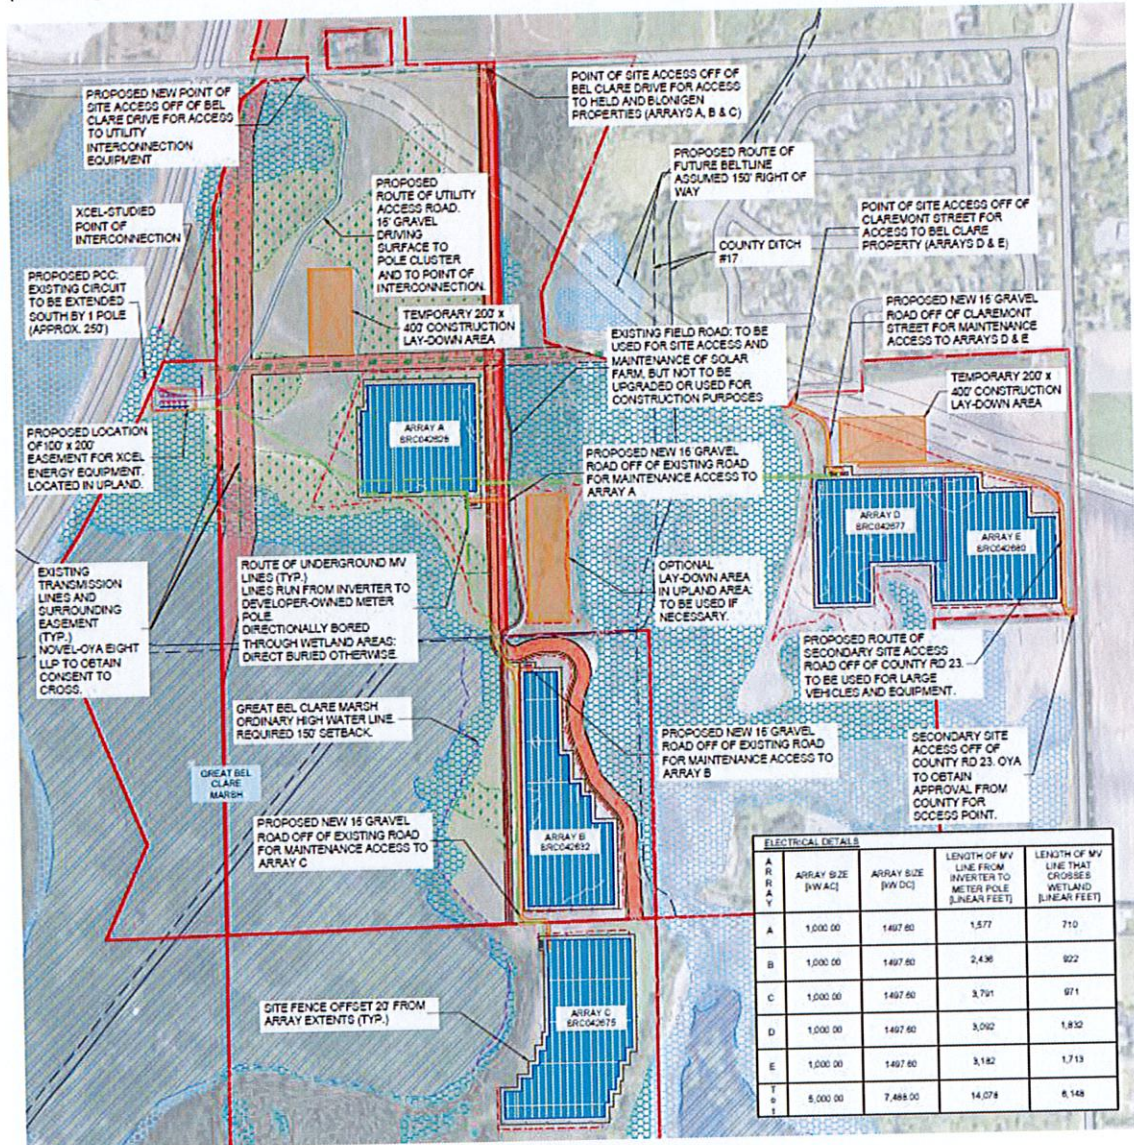 PROPOSED NEW POINT OF
SITE ACCESS OFF OF BEL
CLARE DRIVE FOR ACCESS
TO UTILITY
INTERCONNECTION
EQUIPMENT
POINT OF SITE ACCESS OFF OF
BEL CLARE DRIVE FOR ACCESS
TO HELD AND BLONIGEN
PROPERTIES (ARRAYS A, B & C)
PROPOSED ROUTE OF
FUTURE BELTLINE
ASSUMED 150' RIGHT OF
WAY
PROPOSED
ROUTE OF UTILITY
ACCESS ROAD.
16' GRAVEL
DRIVING
SURFACE TO
POLE CLUSTER
AND TO POINT OF
INTERCONNECTION.
XCEL-STUDIED
POINT OF
INTERCONNECTION
POINT OF SITE ACCESS OFF OF
CLAREMONT STREET FOR
ACCESS TO BEL CLARE
PROPERTY (ARRAYS D & E)
COUNTY DITCH
#17
PROPOSED PCC:
EXISTING CIRCUIT
TO BE EXTENDED
SOUTH BY 1 POLE
(APPROX. 250')
TEMPORARY 200' x
400' CONSTRUCTION
LAY-DOWN AREA
EXISTING FIELD ROAD: TO BE
USED FOR SITE ACCESS AND
MAINTENANCE OF SOLAR
FARM, BUT NOT TO BE
UPGRADED OR USED FOR
CONSTRUCTION PURPOSES
PROPOSED NEW 16' GRAVEL
ROAD OFF OF CLAREMONT
STREET FOR MAINTENANCE
ACCESS TO ARRAYS D & E
TEMPORARY 200' x
400' CONSTRUCTION
LAY-DOWN AREA
PROPOSED LOCATION
OF 100' x 200'
EASEMENT FOR XCEL
ENERGY EQUIPMENT.
LOCATED IN UPLAND.
ARRAY A
SRC042628
PROPOSED NEW 16' GRAVEL
ROAD OFF OF EXISTING ROAD
FOR MAINTENANCE ACCESS TO
ARRAY A
ARRAY D
SRC042677
ARRAY E
SRC042680
EXISTING
TRANSMISSION
LINES AND
SURROUNDING
EASEMENT
(TYP.)
NOVEL-OYA EIGHT
LLP TO OBTAIN
CONSENT TO
CROSS.
ROUTE OF UNDERGROUND MV
LINES (TYP.)
LINES RUN FROM INVERTER TO
DEVELOPER-OWNED METER
POLE.
DIRECTIONALLY BORED
THROUGH WETLAND AREAS;
DIRECT BURIED OTHERWISE.
OPTIONAL
LAY-DOWN AREA
IN UPLAND AREA:
TO BE USED IF
NECESSARY.
PROPOSED ROUTE OF
SECONDARY SITE ACCESS
ROAD OFF OF COUNTY RD 23.
TO BE USED FOR LARGE
VEHICLES AND EQUIPMENT.
GREAT BEL CLARE MARSH
ORDINARY HIGH WATER LINE.
REQUIRED 150' SETBACK.
PROPOSED NEW 16' GRAVEL
ROAD OFF OF EXISTING ROAD
FOR MAINTENANCE ACCESS TO
ARRAY B
SECONDARY SITE
ACCESS OFF OF
COUNTY RD 23. OYA
TO OBTAIN
APPROVAL FROM
COUNTY FOR
SCCESS POINT.
GREAT BEL
CLARE
MARSH
PROPOSED NEW 16' GRAVEL
ROAD OFF OF EXISTING ROAD
FOR MAINTENANCE ACCESS TO
ARRAY C
ARRAY B
SRC042632
SITE FENCE OFFSET 20' FROM
ARRAY EXTENTS (TYP.)
ARRAY C
SRC042675
ELECTRICAL DETAILS
ARRAY | ARRAY SIZE [kW AC] | ARRAY SIZE [kW DC] | LENGTH OF MV LINE FROM INVERTER TO METER POLE [LINEAR FEET] | LENGTH OF MV LINE THAT CROSSES WETLAND [LINEAR FEET]
A 1,000.00 1497.60 1,577 710
B 1,000.00 1497.60 2,436 922
C 1,000.00 1497.60 3,791 971
D 1,000.00 1497.60 3,092 1,832
E 1,000.00 1497.60 3,182 1,713
Tot 5,000.00 7,488.00 14,078 6,148